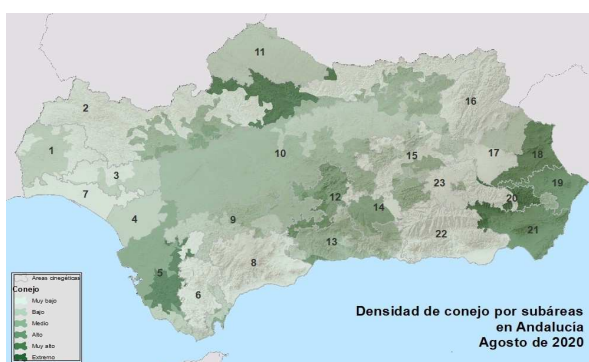 11
2
16
1
10
15
17
18
3
7
23
19
12
20
4
14
9
21
13
22
5
8
6
Áreas cinegéticas
Conejo
Muy bajo
Bajo
Medio
Alto
Muy alto
Extremo
Densidad de conejo por subáreas
en Andalucía
Agosto de 2020